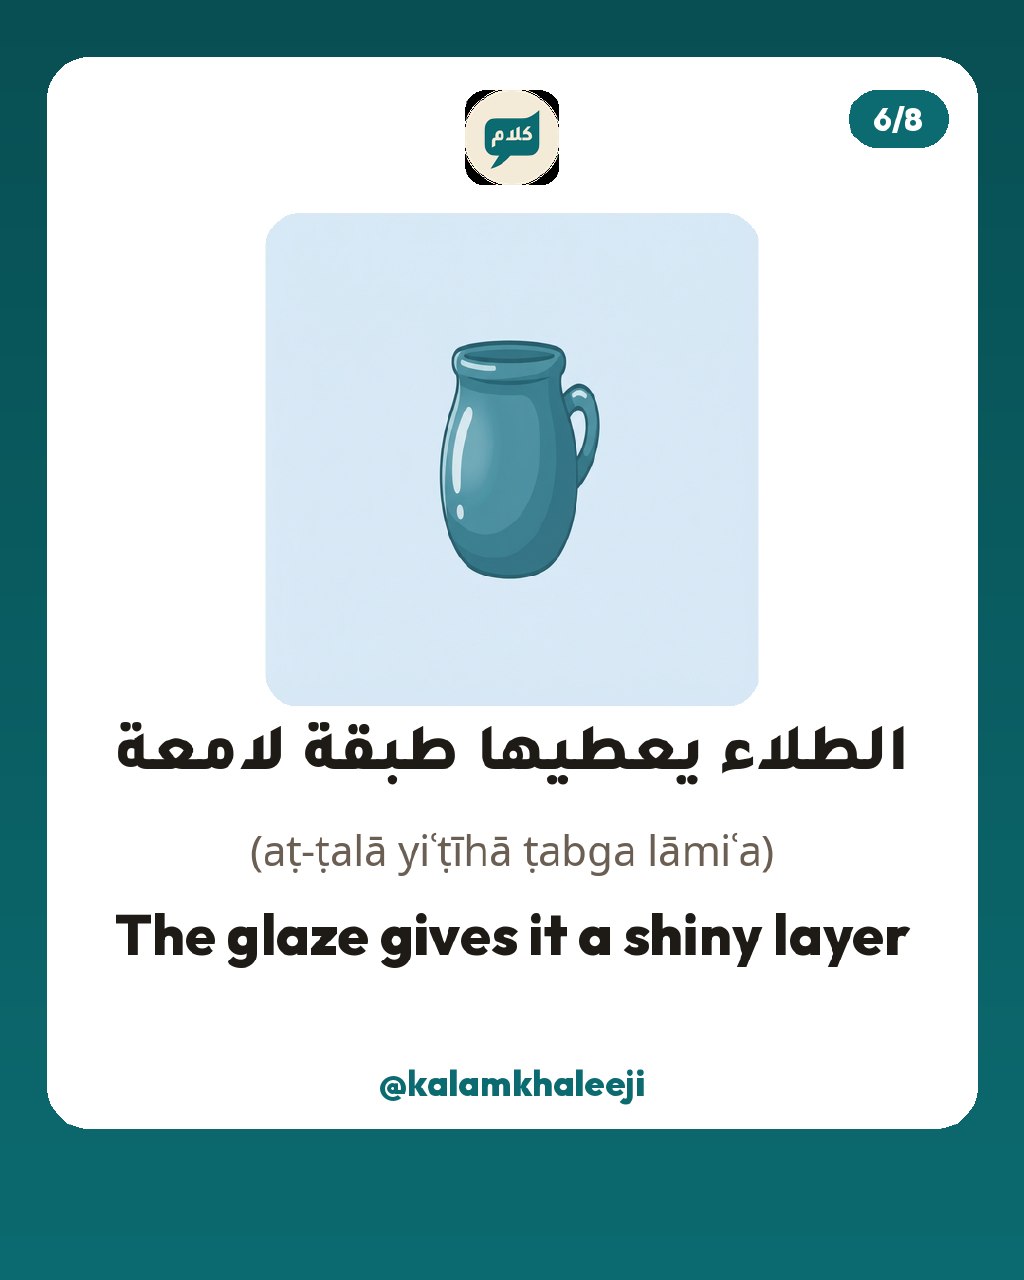 كلام
6/8
الطلاء يعطيها طبقة لامعة
(aṭ-ṭalā yiʿṭīhā ṭabga lāmiʿa)
The glaze gives it a shiny layer
@kalamkhaleeji